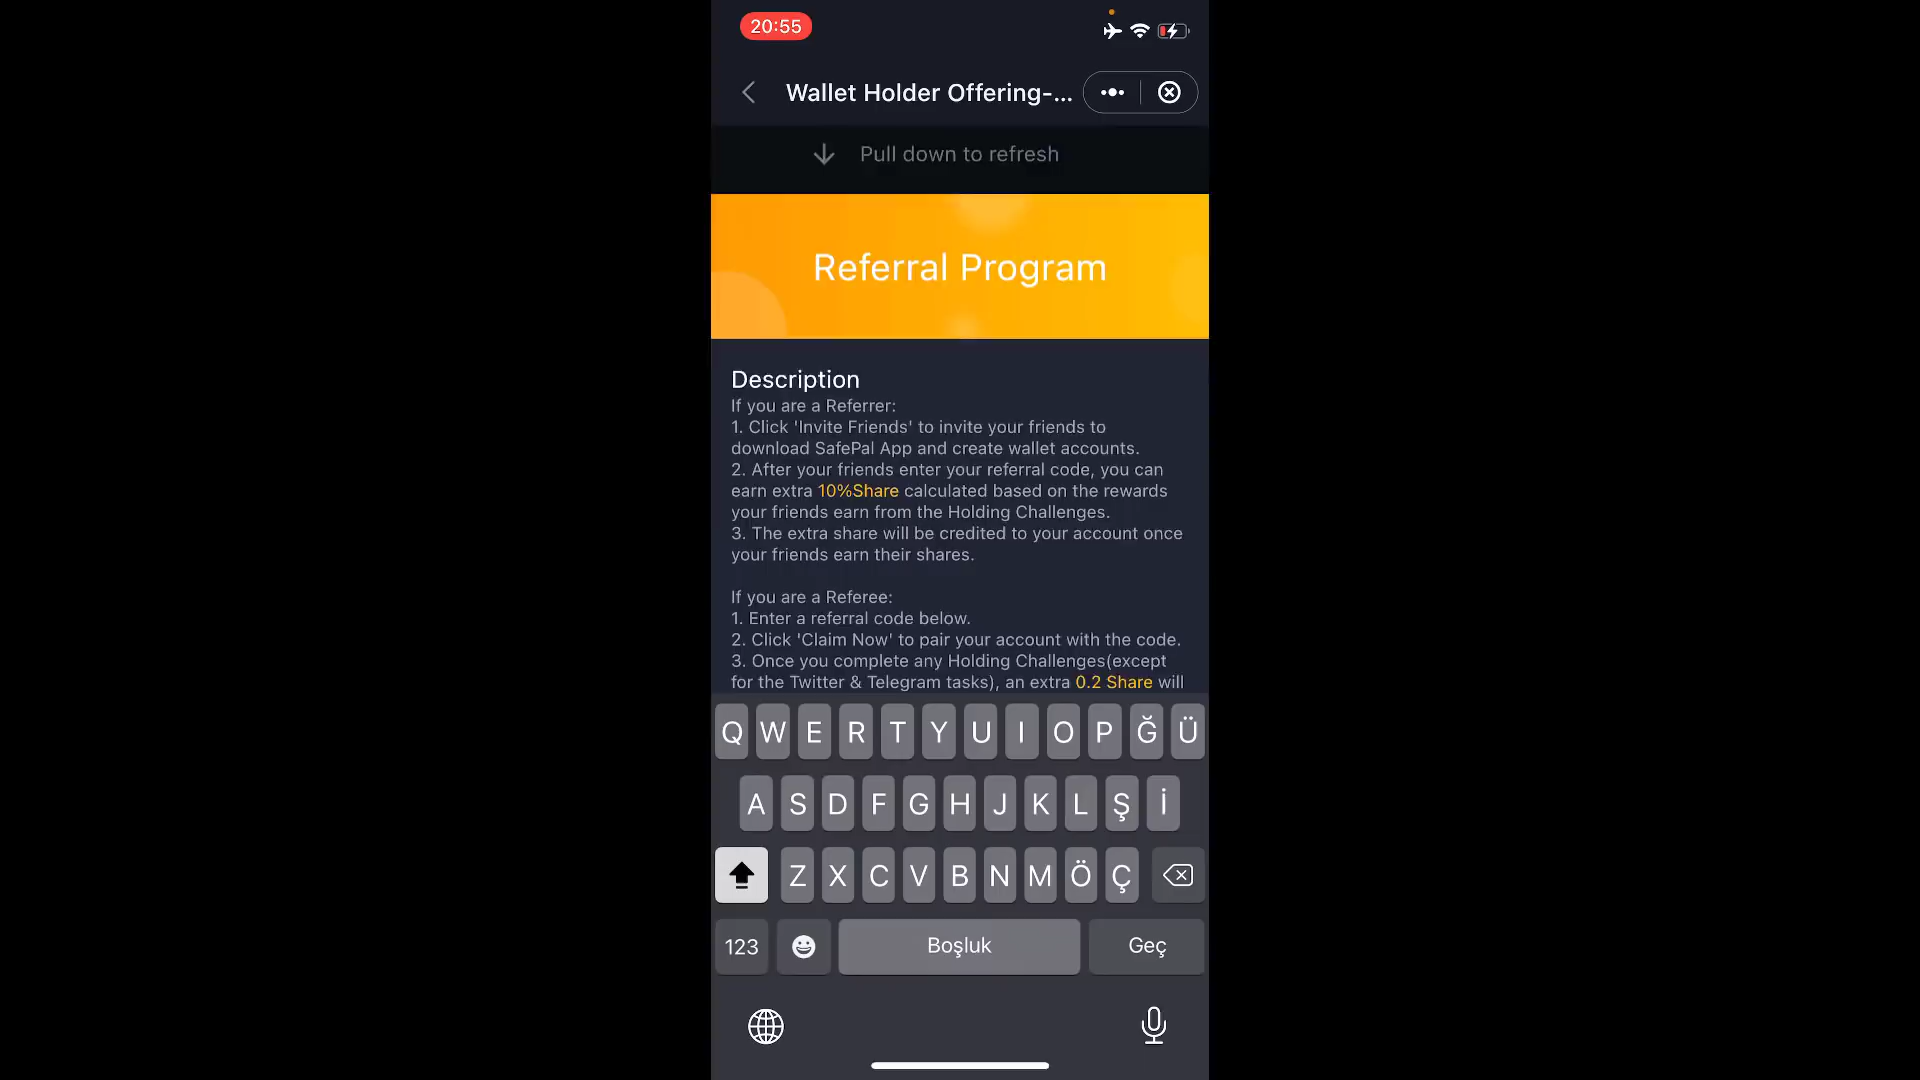 20:55
Wallet Holder Offering-...
Pull down to refresh
Referral Program
Description
If you are a Referrer:
1. Click 'Invite Friends' to invite your friends to
download SafePal App and create wallet accounts.
2. After your friends enter your referral code, you can
earn extra 10%Share calculated based on the rewards
your friends earn from the Holding Challenges.
3. The extra share will be credited to your account once
your friends earn their shares.
If you are a Referee:
1. Enter a referral code below.
2. Click 'Claim Now' to pair your account with the code.
3. Once you complete any Holding Challenges(except
for the Twitter & Telegram tasks), an extra 0.2 Share will
Q W E R T Y U I O P Ğ Ü
A S D F G H J K L Ş İ
Z X C V B N M Ö Ç
123 Boşluk Geç